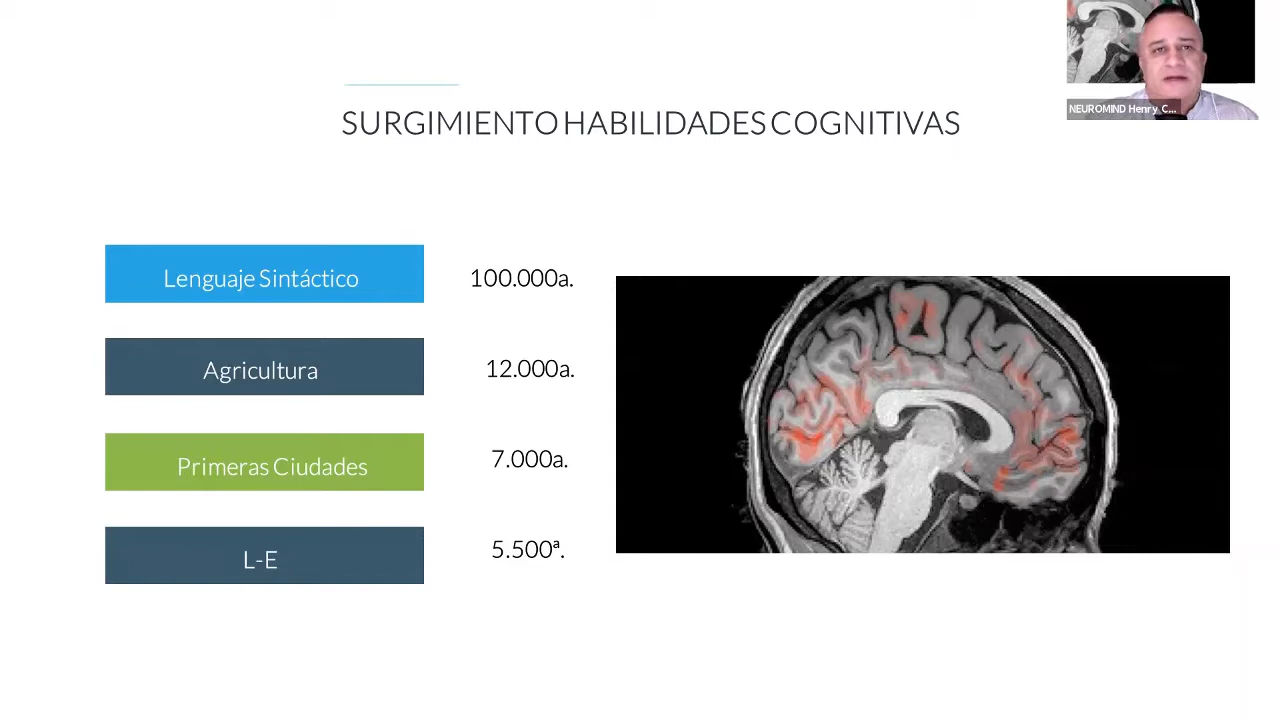 NEUROMIND Henry C...
SURGIMIENTO HABILIDADES COGNITIVAS
Lenguaje Sintáctico 100.000a.
Agricultura 12.000a.
Primeras Ciudades 7.000a.
L-E 5.500ª.